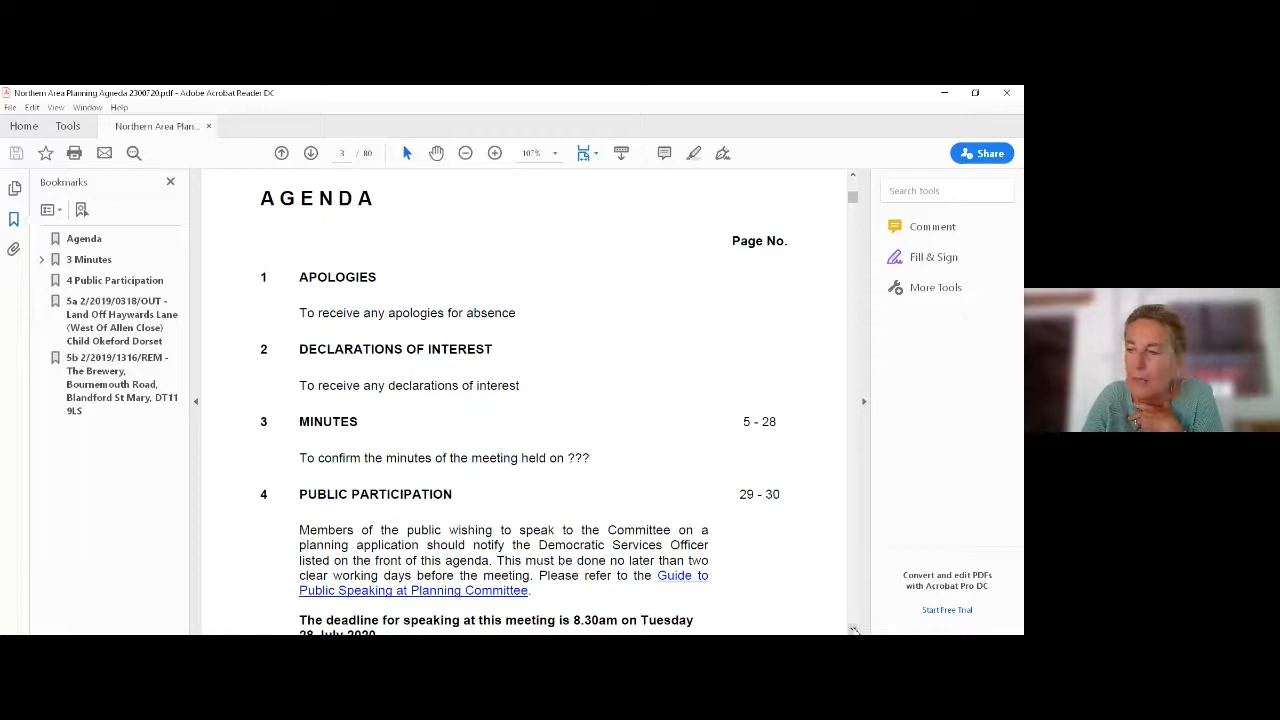 Northern Area Planning Agneda 2300720.pdf - Adobe Acrobat Reader DC
File Edit View Window Help
Home Tools Northern Area Plan... ×
3 / 80 107% Share
Bookmarks
Agenda
3 Minutes
4 Public Participation
5a 2/2019/0318/OUT -
Land Off Haywards Lane
(West Of Allen Close)
Child Okeford Dorset
5b 2/2019/1316/REM -
The Brewery,
Bournemouth Road,
Blandford St Mary, DT11
9LS
A G E N D A
Page No.
1 APOLOGIES
To receive any apologies for absence
2 DECLARATIONS OF INTEREST
To receive any declarations of interest
3 MINUTES 5 - 28
To confirm the minutes of the meeting held on ???
4 PUBLIC PARTICIPATION 29 - 30
Members of the public wishing to speak to the Committee on a
planning application should notify the Democratic Services Officer
listed on the front of this agenda. This must be done no later than two
clear working days before the meeting. Please refer to the Guide to
Public Speaking at Planning Committee.
The deadline for speaking at this meeting is 8.30am on Tuesday
28 July 2020
Search tools
Comment
Fill & Sign
More Tools
Convert and edit PDFs
with Acrobat Pro DC
Start Free Trial